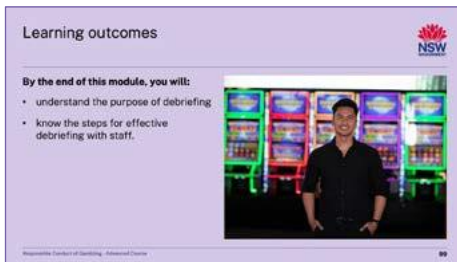 Learning outcomes
NSW
GOVERNMENT
By the end of this module, you will:
• understand the purpose of debriefing
• know the steps for effective
debriefing with staff.
Responsible Conduct of Gambling - Advanced Course
99